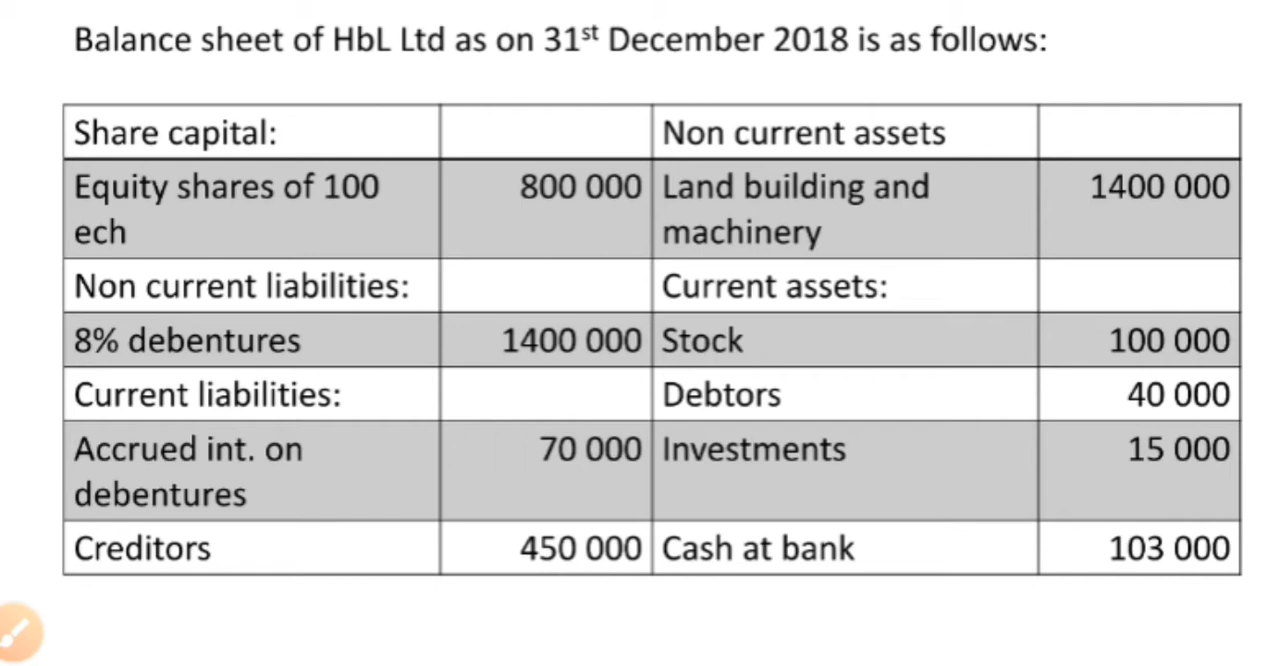 Balance sheet of HbL Ltd as on 31st December 2018 is as follows:
Share capital: Non current assets
Equity shares of 100 800 000 Land building and 1400 000
ech machinery
Non current liabilities: Current assets:
8% debentures 1400 000 Stock 100 000
Current liabilities: Debtors 40 000
Accrued int. on 70 000 Investments 15 000
debentures
Creditors 450 000 Cash at bank 103 000